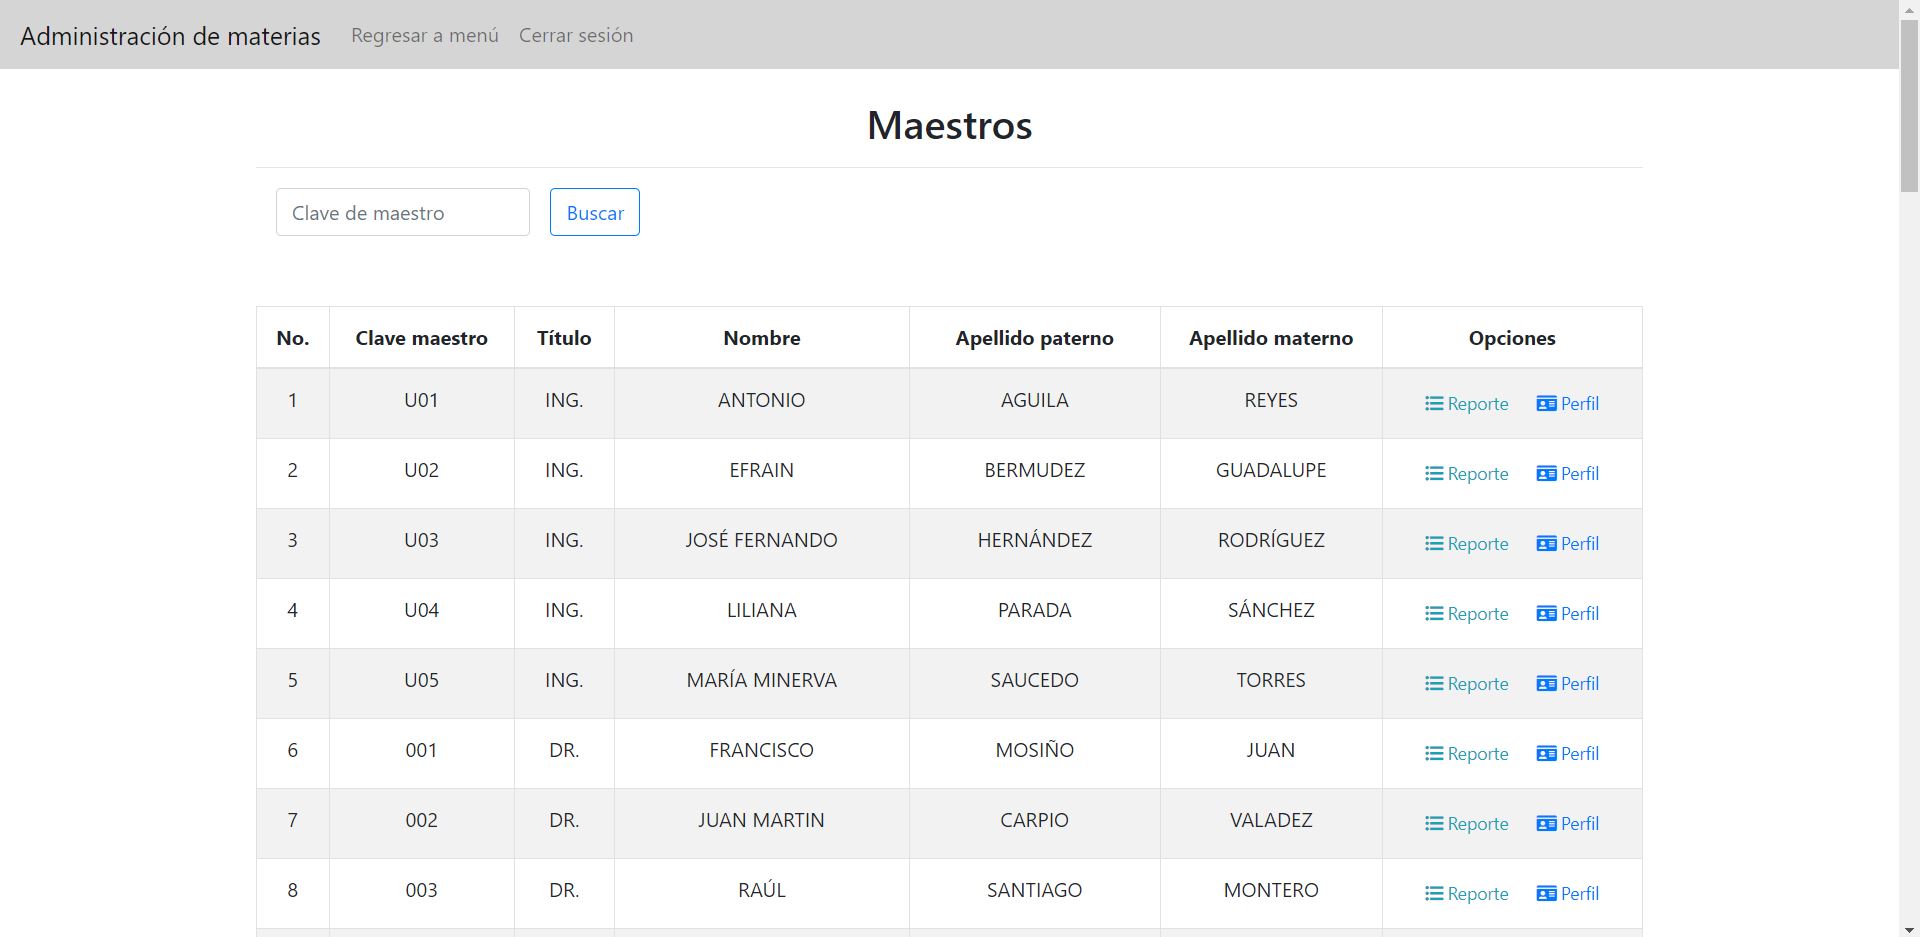 Administración de materias Regresar a menú Cerrar sesión
Maestros
Clave de maestro Buscar
No. Clave maestro Título Nombre Apellido paterno Apellido materno Opciones
1 U01 ING. ANTONIO AGUILA REYES Reporte Perfil
2 U02 ING. EFRAIN BERMUDEZ GUADALUPE Reporte Perfil
3 U03 ING. JOSÉ FERNANDO HERNÁNDEZ RODRÍGUEZ Reporte Perfil
4 U04 ING. LILIANA PARADA SÁNCHEZ Reporte Perfil
5 U05 ING. MARÍA MINERVA SAUCEDO TORRES Reporte Perfil
6 001 DR. FRANCISCO MOSIÑO JUAN Reporte Perfil
7 002 DR. JUAN MARTIN CARPIO VALADEZ Reporte Perfil
8 003 DR. RAÚL SANTIAGO MONTERO Reporte Perfil